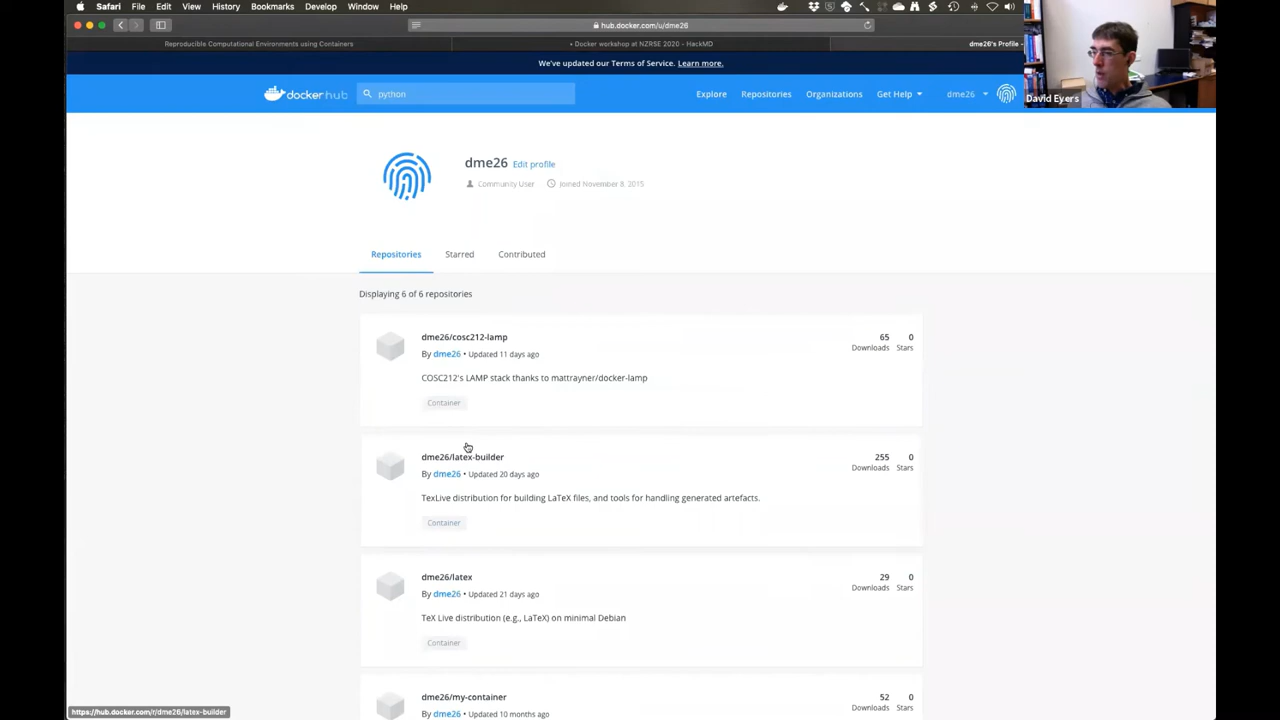 Safari File Edit View History Bookmarks Develop Window Help
hub.docker.com/u/dme26
Reproducible Computational Environments using Containers
+ Docker workshop at NZRSE 2020 - HackMD
dme26's Profile -
We've updated our Terms of Service. Learn more.
docker hub
python
Explore Repositories Organizations Get Help dme26
David Eyers
dme26 Edit profile
Community User Joined November 8, 2015
Repositories Starred Contributed
Displaying 6 of 6 repositories
dme26/cosc212-lamp
65 0
By dme26 • Updated 11 days ago
Downloads Stars
COSC212's LAMP stack thanks to mattrayner/docker-lamp
Container
dme26/latex-builder
255 0
By dme26 • Updated 20 days ago
Downloads Stars
TexLive distribution for building LaTeX files, and tools for handling generated artefacts.
Container
dme26/latex
29 0
By dme26 • Updated 21 days ago
Downloads Stars
TeX Live distribution (e.g., LaTeX) on minimal Debian
Container
dme26/my-container
52 0
By dme26 • Updated 10 months ago
Downloads Stars
https://hub.docker.com/r/dme26/latex-builder